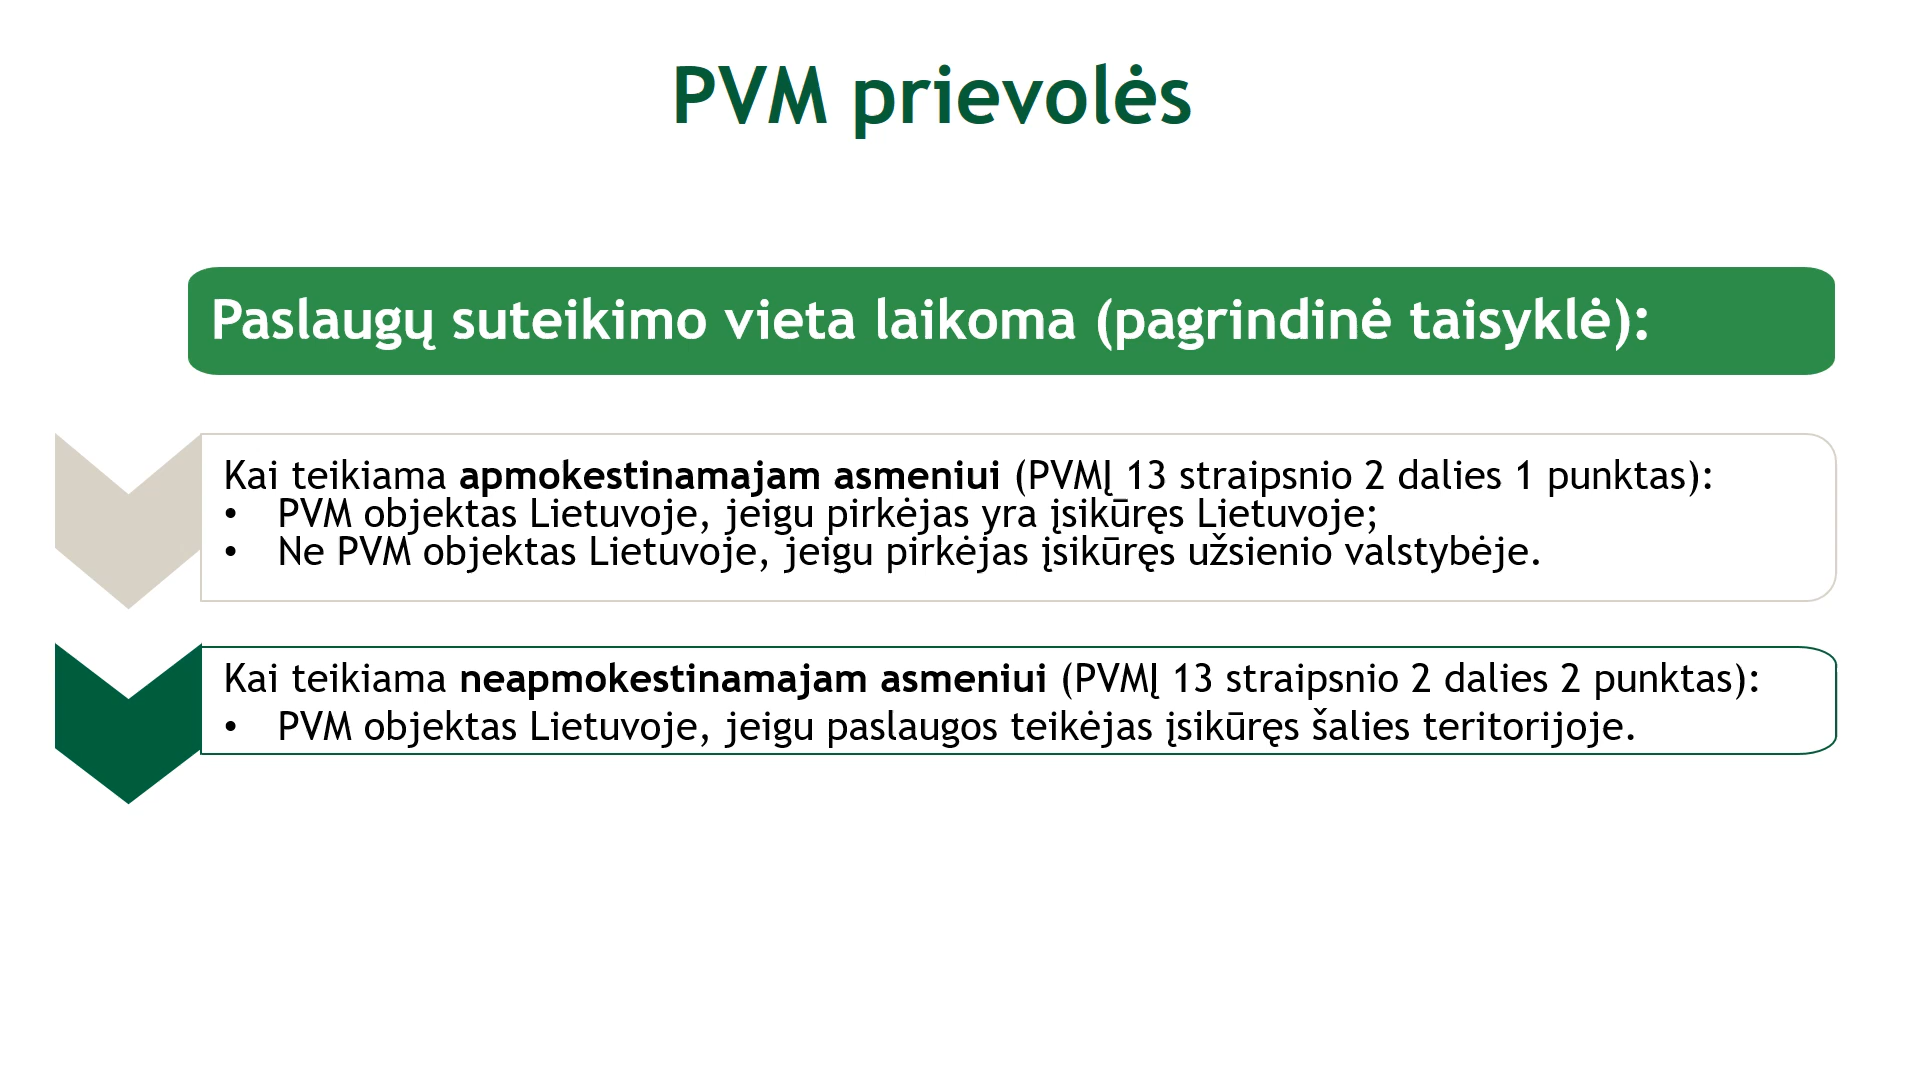 PVM prievolės
Paslaugų suteikimo vieta laikoma (pagrindinė taisyklė):
Kai teikiama apmokestinamajam asmeniui (PVMĮ 13 straipsnio 2 dalies 1 punktas):
• PVM objektas Lietuvoje, jeigu pirkėjas yra įsikūręs Lietuvoje;
• Ne PVM objektas Lietuvoje, jeigu pirkėjas įsikūręs užsienio valstybėje.
Kai teikiama neapmokestinamajam asmeniui (PVMĮ 13 straipsnio 2 dalies 2 punktas):
• PVM objektas Lietuvoje, jeigu paslaugos teikėjas įsikūręs šalies teritorijoje.